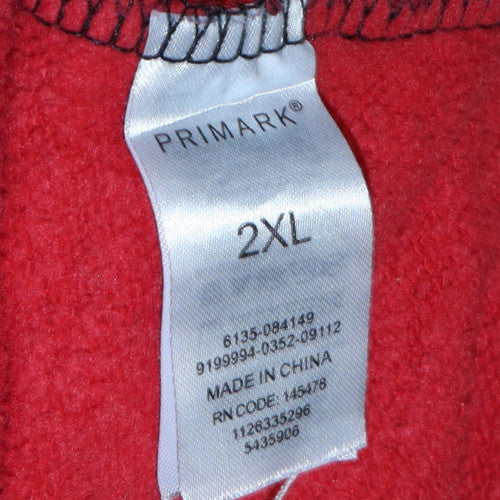 PRIMARK®
2XL
6135-084149
9199994-0352-09112
MADE IN CHINA
RN CODE: 145478
1126335296
5435906